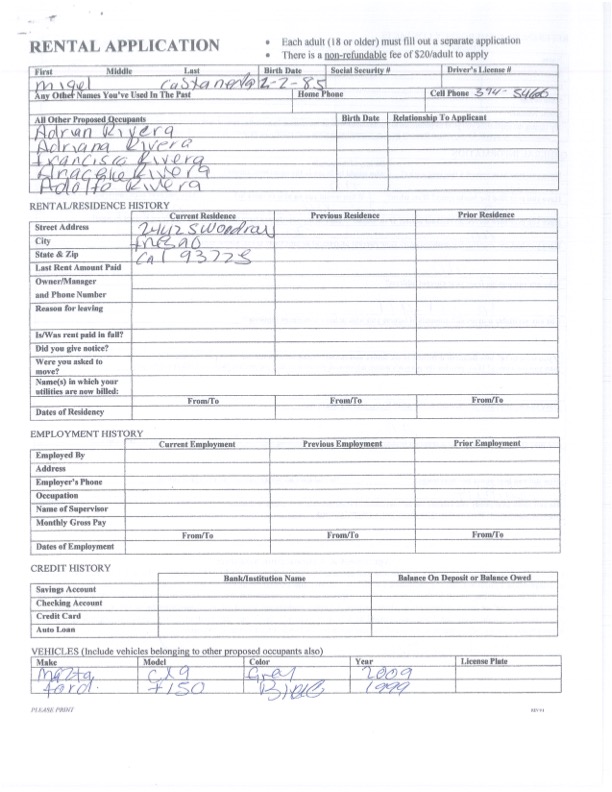 RENTAL APPLICATION
• Each adult (18 or older) must fill out a separate application
• There is a non-refundable fee of $20/adult to apply
First Middle Last Birth Date Social Security # Driver's License #
Migel Castaneda 2-2-85
Any Other Names You've Used In The Past Home Phone Cell Phone 374-5466
All Other Proposed Occupants Birth Date Relationship To Applicant
Adrian Rivera
Adriana Rivera
Francisco Rivera
Rivera
Adolfo Rivera
RENTAL/RESIDENCE HISTORY
Current Residence Previous Residence Prior Residence
Street Address
City
State & Zip Cal 93725
Last Rent Amount Paid
Owner/Manager
and Phone Number
Reason for leaving
Is/Was rent paid in full?
Did you give notice?
Were you asked to
move?
Name(s) in which your
utilities are now billed:
From/To From/To From/To
Dates of Residency
EMPLOYMENT HISTORY
Current Employment Previous Employment Prior Employment
Employed By
Address
Employer's Phone
Occupation
Name of Supervisor
Monthly Gross Pay
From/To From/To From/To
Dates of Employment
CREDIT HISTORY
Bank/Institution Name Balance On Deposit or Balance Owed
Savings Account
Checking Account
Credit Card
Auto Loan
VEHICLES (Include vehicles belonging to other proposed occupants also)
Make Model Color Year License Plate
Mazta CX9 Gray 2009
Ford. F150 1999
PLEASE PRINT